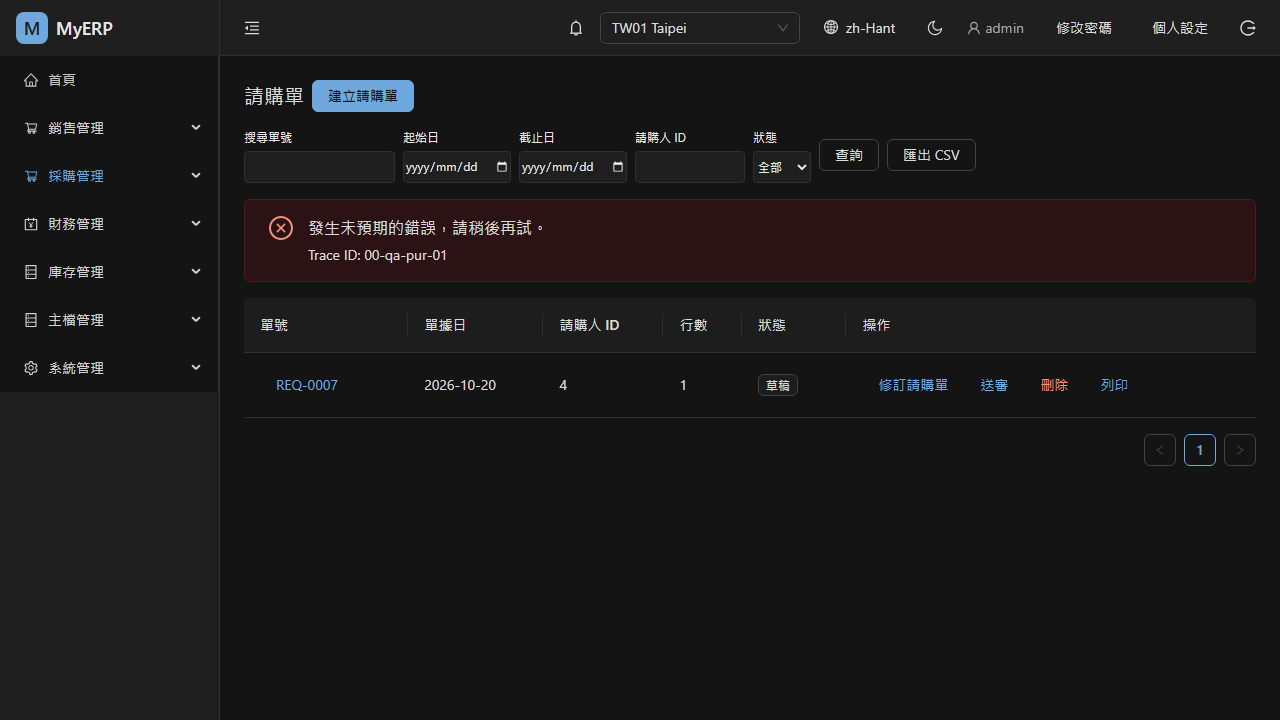 M MyERP
TW01 Taipei
zh-Hant
admin
修改密碼
個人設定
首頁
銷售管理
採購管理
財務管理
庫存管理
主檔管理
系統管理
請購單
建立請購單
搜尋單號
起始日
截止日
請購人 ID
狀態
yyyy/mm/dd
yyyy/mm/dd
全部
查詢
匯出 CSV
發生未預期的錯誤，請稍後再試。
Trace ID: 00-qa-pur-01
單號 單據日 請購人 ID 行數 狀態 操作
REQ-0007 2026-10-20 4 1 草稿 修訂請購單 送審 刪除 列印
1